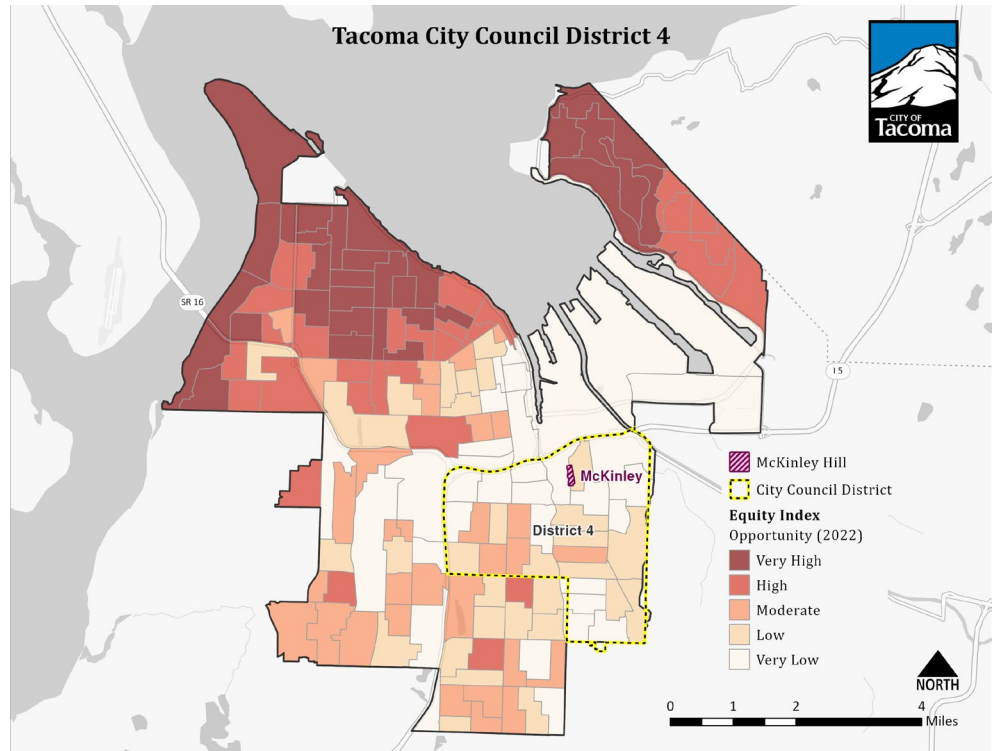 Tacoma City Council District 4
CITY OF
Tacoma
SR 16
I 5
McKinley
District 4
McKinley Hill
City Council District
Equity Index
Opportunity (2022)
Very High
High
Moderate
Low
Very Low
NORTH
0 1 2 4
Miles